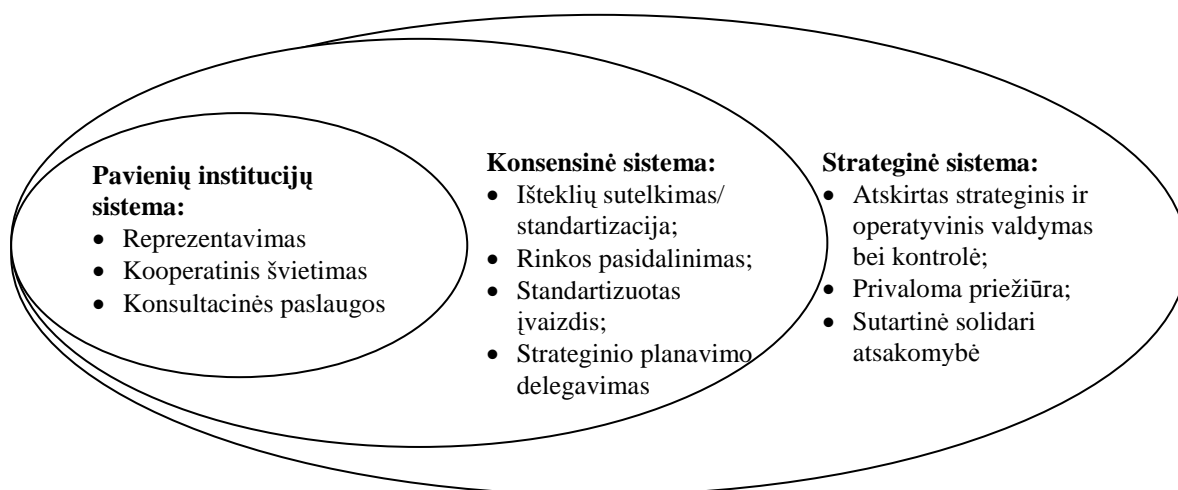 Pavienių institucijų
sistema:
• Reprezentavimas
• Kooperatinis švietimas
• Konsultacinės paslaugos
Konsensinė sistema:
• Išteklių sutelkimas/
standartizacija;
• Rinkos pasidalinimas;
• Standartizuotas
įvaizdis;
• Strateginio planavimo
delegavimas
Strateginė sistema:
• Atskirtas strateginis ir
operatyvinis valdymas
bei kontrolė;
• Privaloma priežiūra;
• Sutartinė solidari
atsakomybė